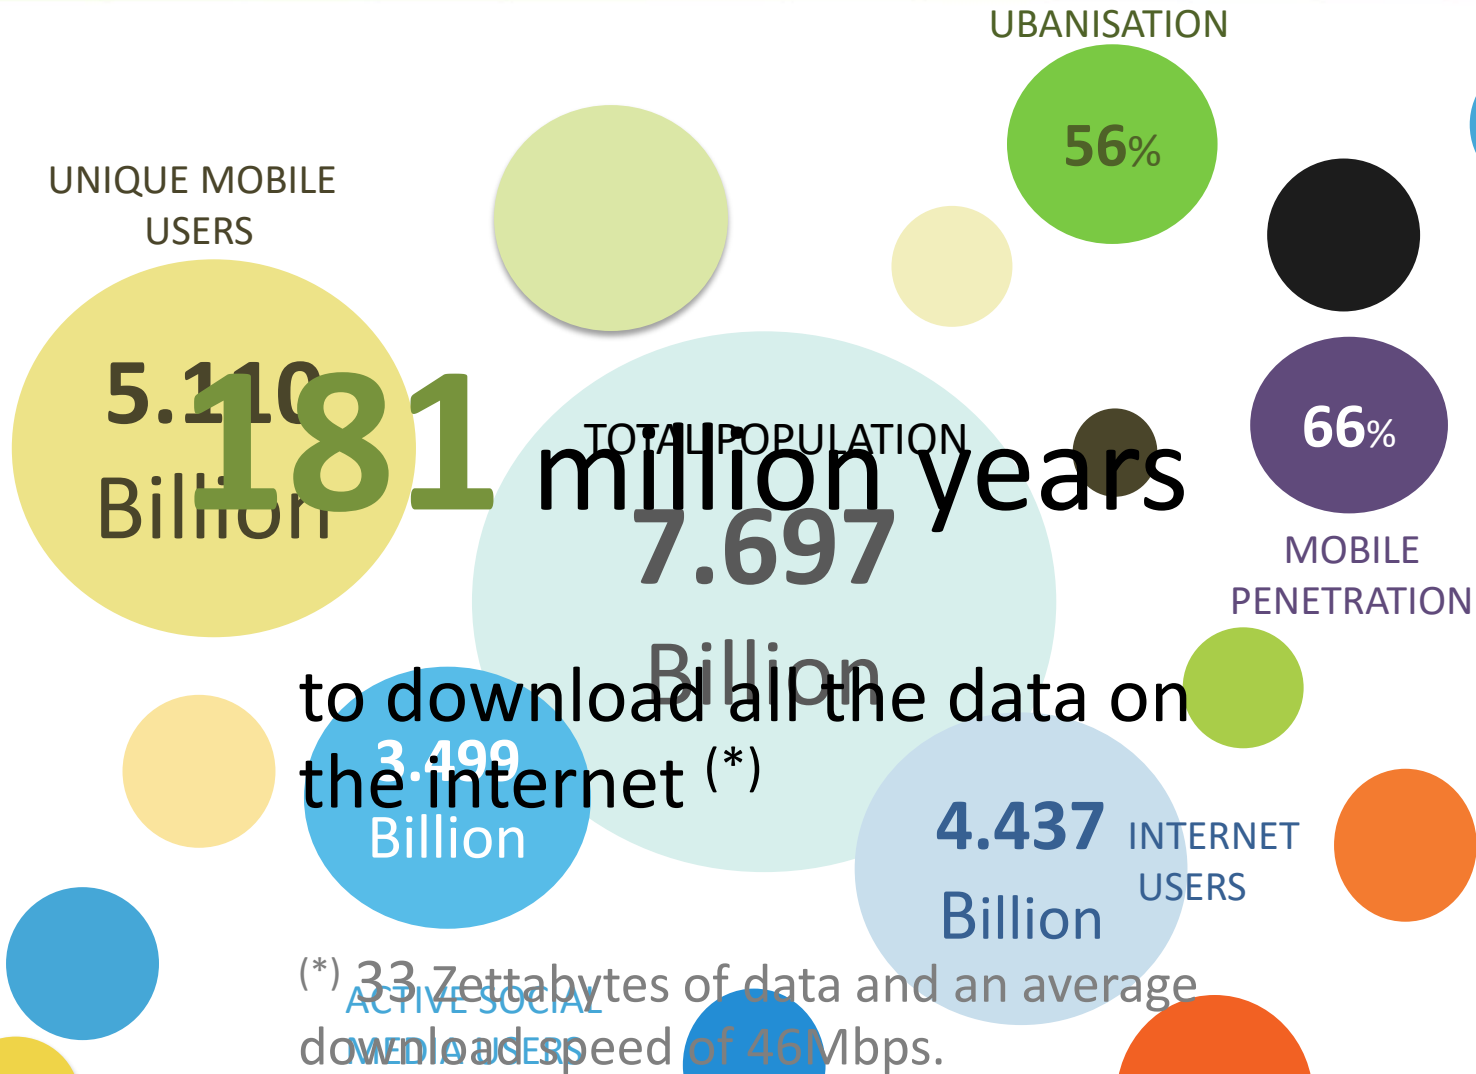 UBANISATION
56%
UNIQUE MOBILE
USERS
5.110
Billion
181 million years
TOTAL POPULATION
7.697
Billion
66%
MOBILE
PENETRATION
to download all the data on
the internet (*)
3.499
Billion
4.437
Billion
INTERNET
USERS
ACTIVE SOCIAL
MEDIA USERS
(*) 33 Zettabytes of data and an average
download speed of 46Mbps.